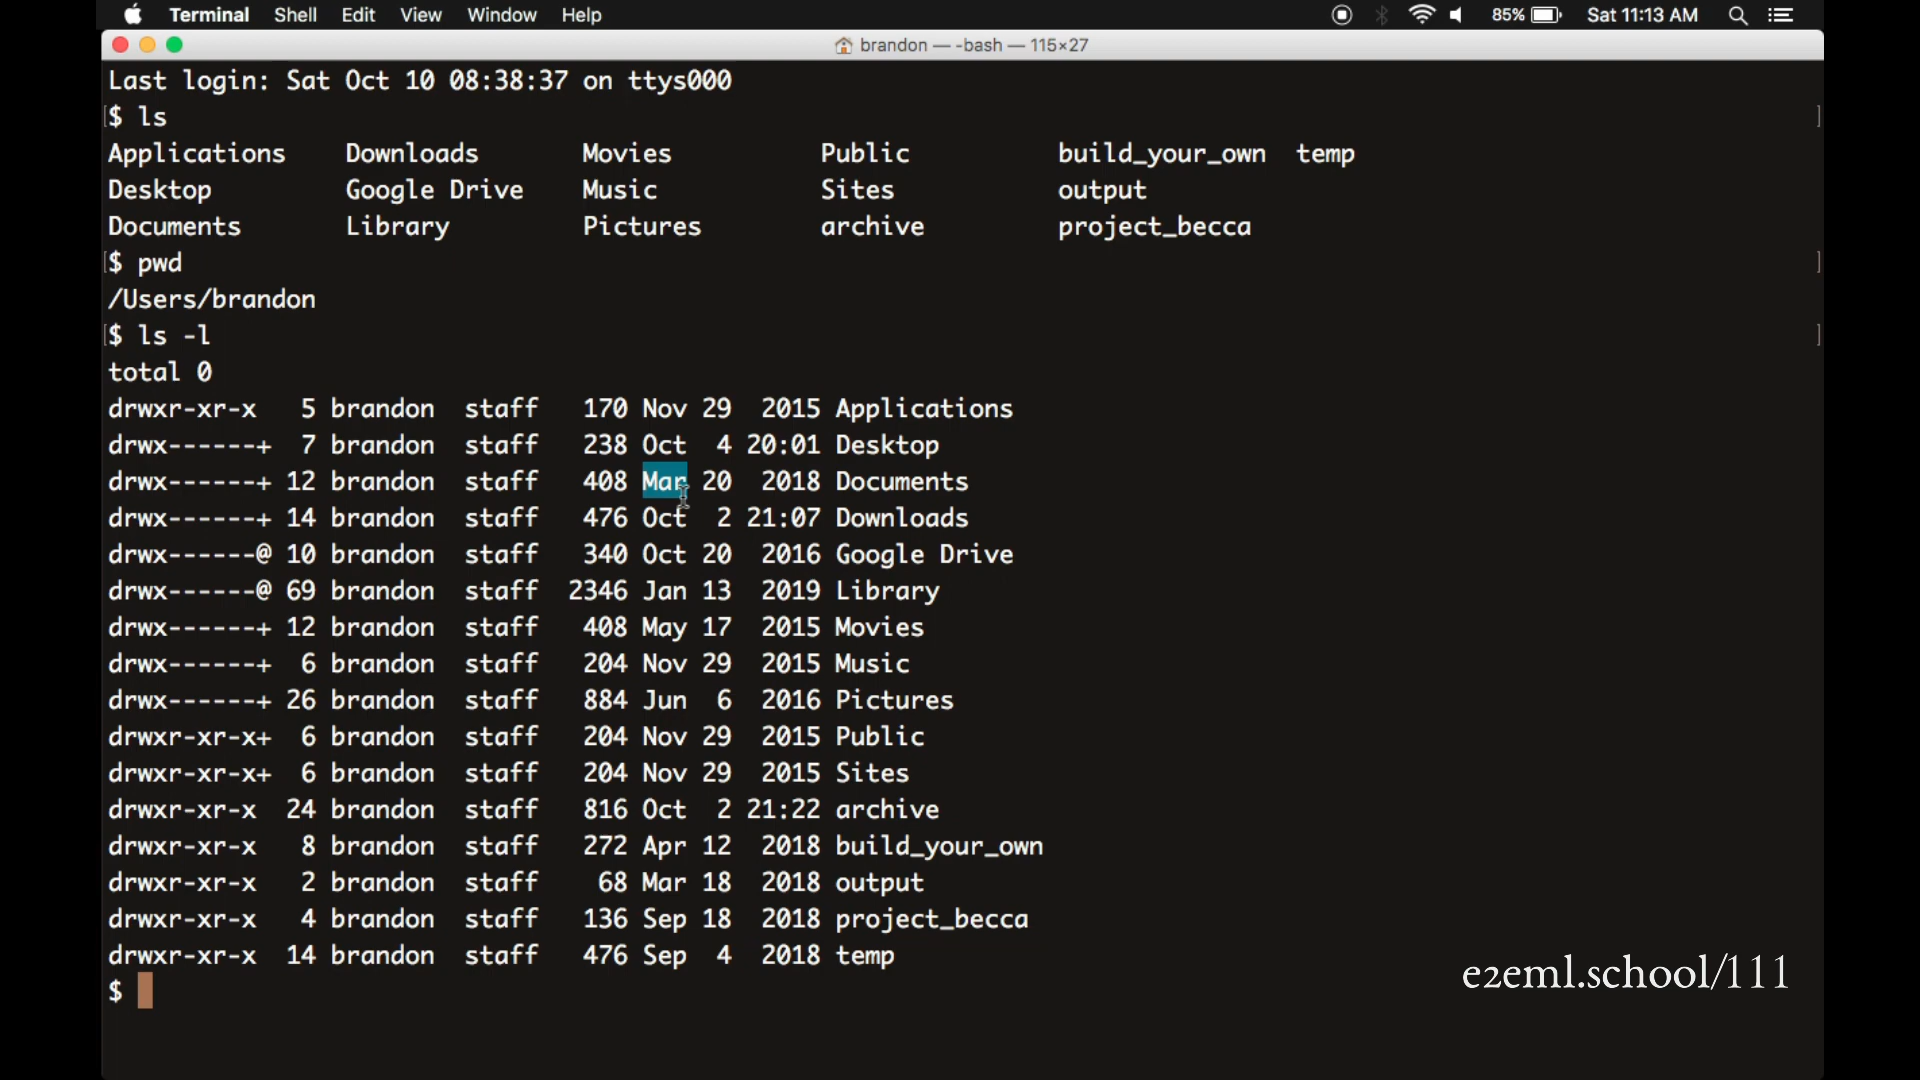 Terminal Shell Edit View Window Help 85% Sat 11:13 AM
brandon — -bash — 115×27
Last login: Sat Oct 10 08:38:37 on ttys000
[$ ls ]
Applications Downloads Movies Public build_your_own temp
Desktop Google Drive Music Sites output
Documents Library Pictures archive project_becca
[$ pwd ]
/Users/brandon
[$ ls -l ]
total 0
drwxr-xr-x 5 brandon staff 170 Nov 29 2015 Applications
drwx------+ 7 brandon staff 238 Oct 4 20:01 Desktop
drwx------+ 12 brandon staff 408 Mar 20 2018 Documents
drwx------+ 14 brandon staff 476 Oct 2 21:07 Downloads
drwx------@ 10 brandon staff 340 Oct 20 2016 Google Drive
drwx------@ 69 brandon staff 2346 Jan 13 2019 Library
drwx------+ 12 brandon staff 408 May 17 2015 Movies
drwx------+ 6 brandon staff 204 Nov 29 2015 Music
drwx------+ 26 brandon staff 884 Jun 6 2016 Pictures
drwxr-xr-x+ 6 brandon staff 204 Nov 29 2015 Public
drwxr-xr-x+ 6 brandon staff 204 Nov 29 2015 Sites
drwxr-xr-x 24 brandon staff 816 Oct 2 21:22 archive
drwxr-xr-x 8 brandon staff 272 Apr 12 2018 build_your_own
drwxr-xr-x 2 brandon staff 68 Mar 18 2018 output
drwxr-xr-x 4 brandon staff 136 Sep 18 2018 project_becca
drwxr-xr-x 14 brandon staff 476 Sep 4 2018 temp
$
e2eml.school/111